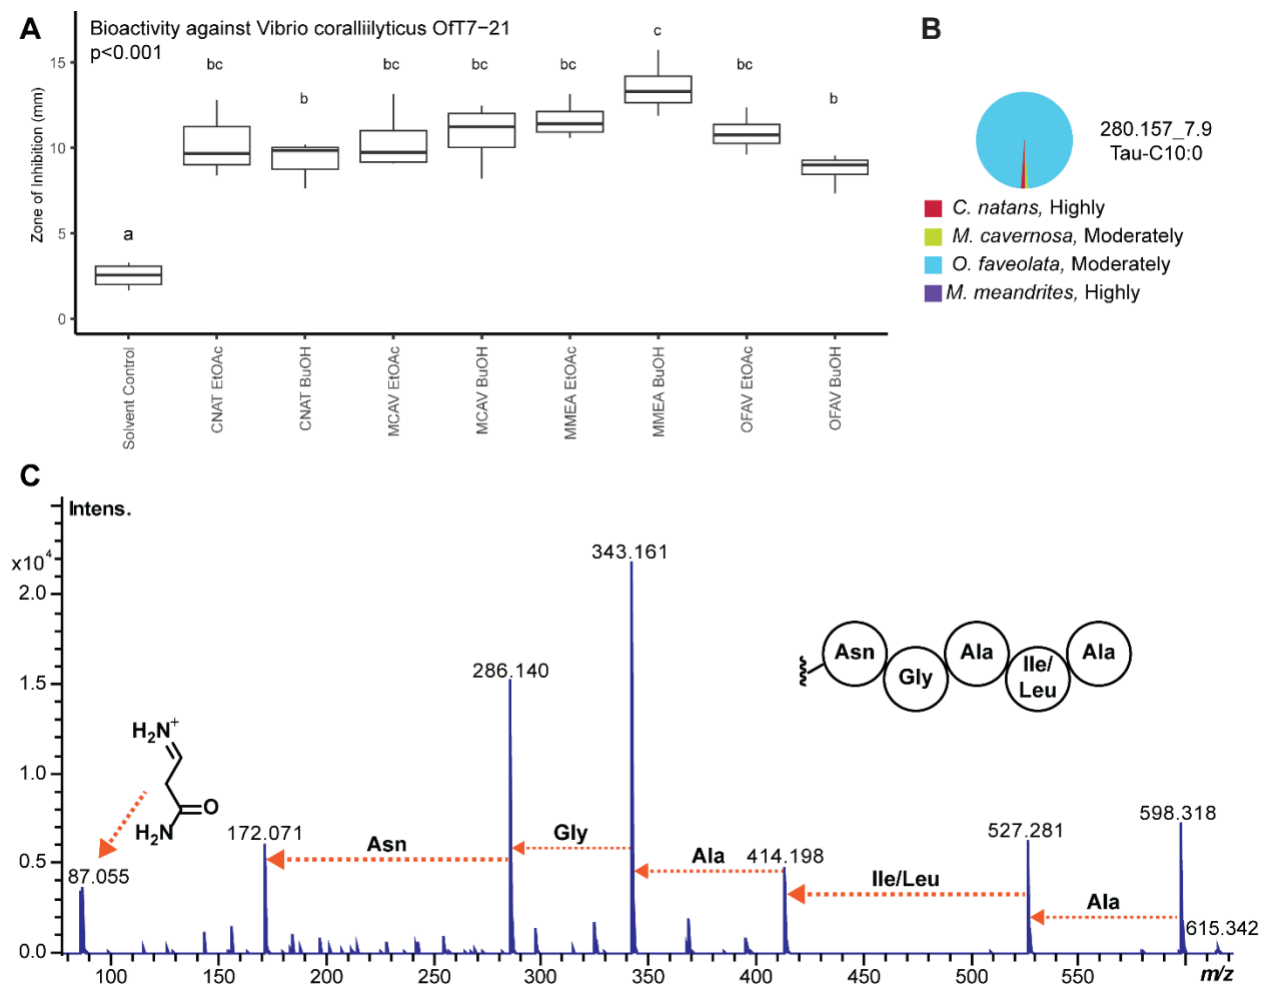 A
Bioactivity against Vibrio coralliilyticus OfT7−21
p<0.001
Zone of Inhibition (mm)
15
10
5
0
a
bc
b
bc
bc
bc
c
bc
b
Solvent Control
CNAT EtOAc
CNAT BuOH
MCAV EtOAc
MCAV BuOH
MMEA EtOAc
MMEA BuOH
OFAV EtOAc
OFAV BuOH
B
280.157_7.9
Tau-C10:0
C. natans, Highly
M. cavernosa, Moderately
O. faveolata, Moderately
M. meandrites, Highly
C
Intens.
x10⁴
2.0
1.5
1.0
0.5
0.0
343.161
286.140
172.071
87.055
414.198
527.281
598.318
615.342
H₂N⁺
O
H₂N
Asn
Gly
Ala
Ile/Leu
Ala
Asn
Gly
Ala
Ile/
Leu
Ala
100
150
200
250
300
350
400
450
500
550
m/z